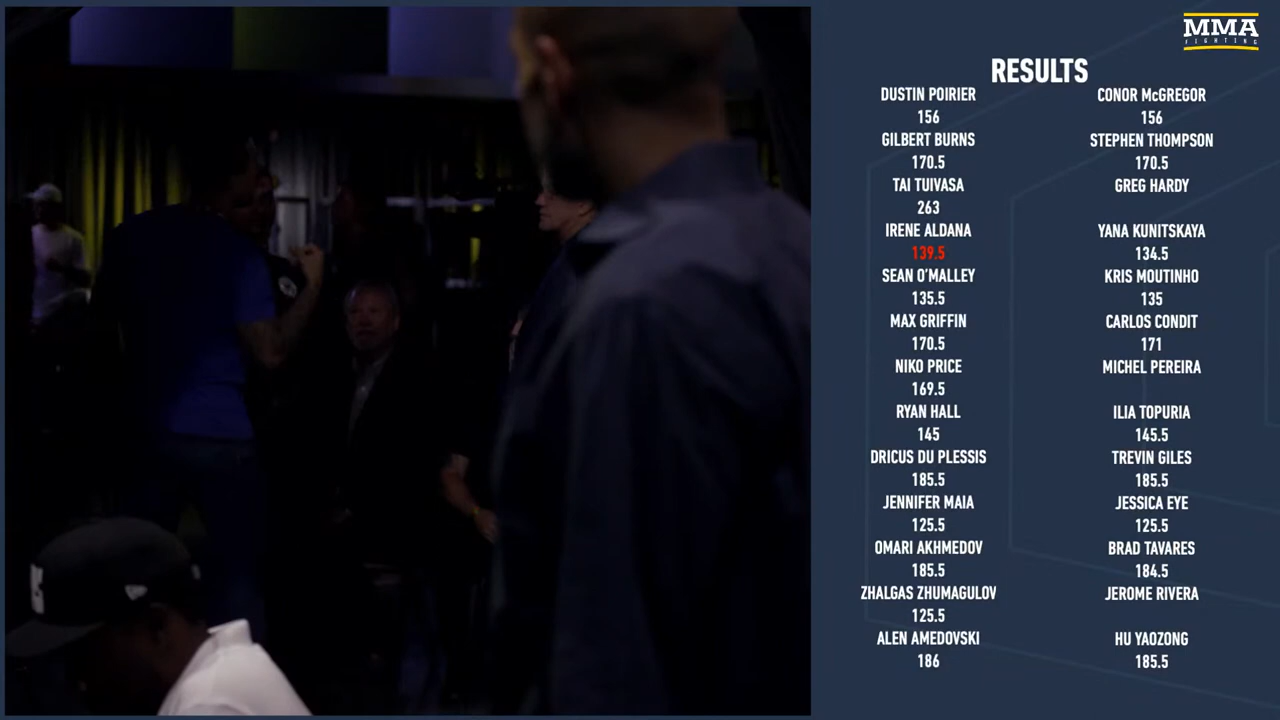 MMA
FIGHTING
RESULTS
DUSTIN POIRIER CONOR McGREGOR
156 156
GILBERT BURNS STEPHEN THOMPSON
170.5 170.5
TAI TUIVASA GREG HARDY
263
IRENE ALDANA YANA KUNITSKAYA
139.5 134.5
SEAN O'MALLEY KRIS MOUTINHO
135.5 135
MAX GRIFFIN CARLOS CONDIT
170.5 171
NIKO PRICE MICHEL PEREIRA
169.5
RYAN HALL ILIA TOPURIA
145 145.5
DRICUS DU PLESSIS TREVIN GILES
185.5 185.5
JENNIFER MAIA JESSICA EYE
125.5 125.5
OMARI AKHMEDOV BRAD TAVARES
185.5 184.5
ZHALGAS ZHUMAGULOV JEROME RIVERA
125.5
ALEN AMEDOVSKI HU YAOZONG
186 185.5